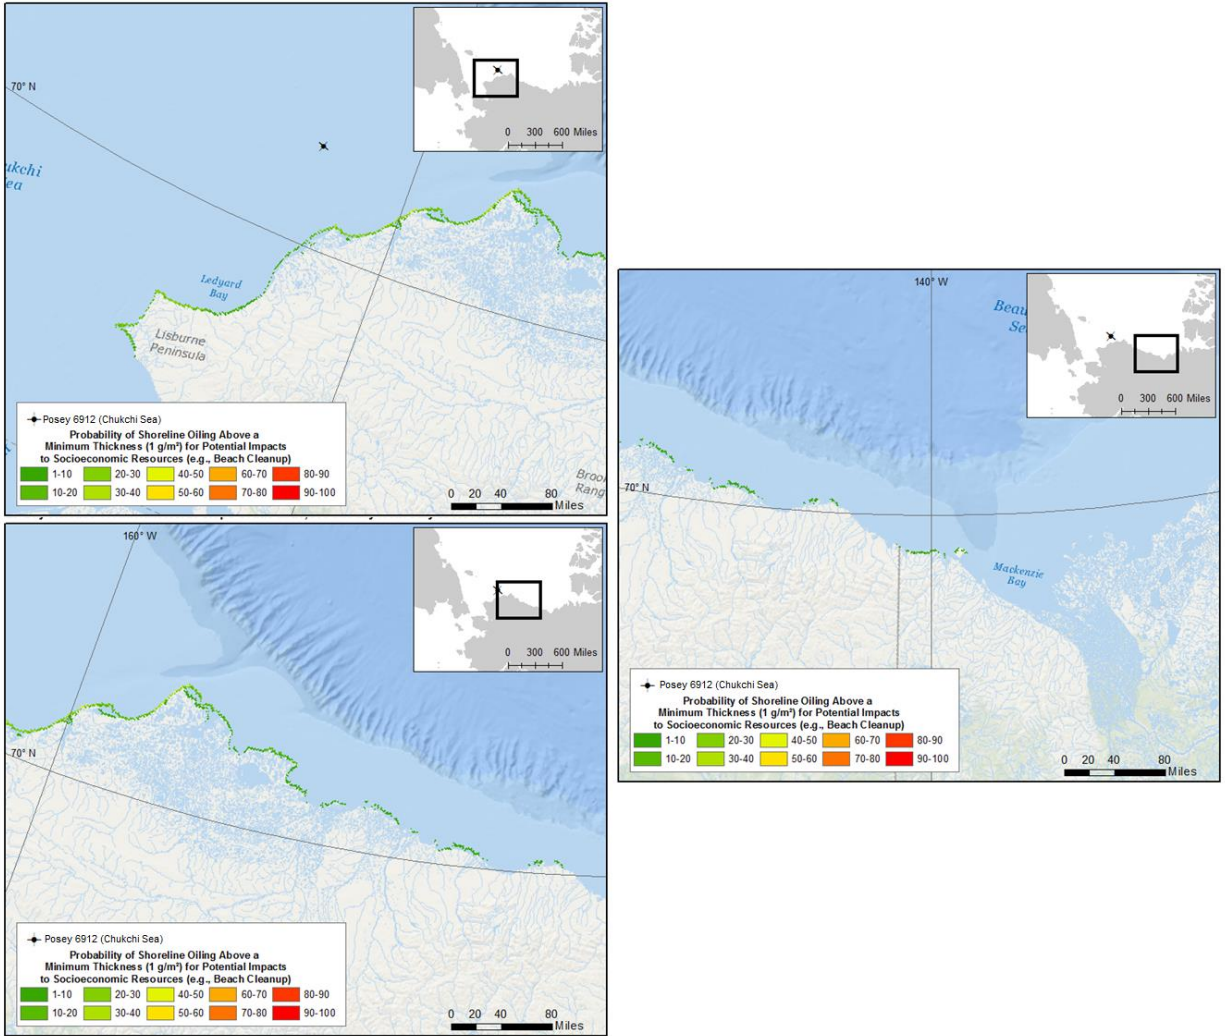 70° N
0 300 600 Miles
ukchi
ea
Ledyard
Bay
Lisburne
Peninsula
Posey 6912 (Chukchi Sea)
Probability of Shoreline Oiling Above a
Minimum Thickness (1 g/m²) for Potential Impacts
to Socioeconomic Resources (e.g., Beach Cleanup)
1-10 20-30 40-50 60-70 80-90
10-20 30-40 50-60 70-80 90-100
Broo
Rang
0 20 40 80
Miles
160° W
0 300 600 Miles
70° N
Posey 6912 (Chukchi Sea)
Probability of Shoreline Oiling Above a
Minimum Thickness (1 g/m²) for Potential Impacts
to Socioeconomic Resources (e.g., Beach Cleanup)
1-10 20-30 40-50 60-70 80-90
10-20 30-40 50-60 70-80 90-100
0 20 40 80
Miles
140° W
Beau
Se
0 300 600 Miles
70° N
Mackenzie
Bay
Posey 6912 (Chukchi Sea)
Probability of Shoreline Oiling Above a
Minimum Thickness (1 g/m²) for Potential Impacts
to Socioeconomic Resources (e.g., Beach Cleanup)
1-10 20-30 40-50 60-70 80-90
10-20 30-40 50-60 70-80 90-100
0 20 40 80
Miles